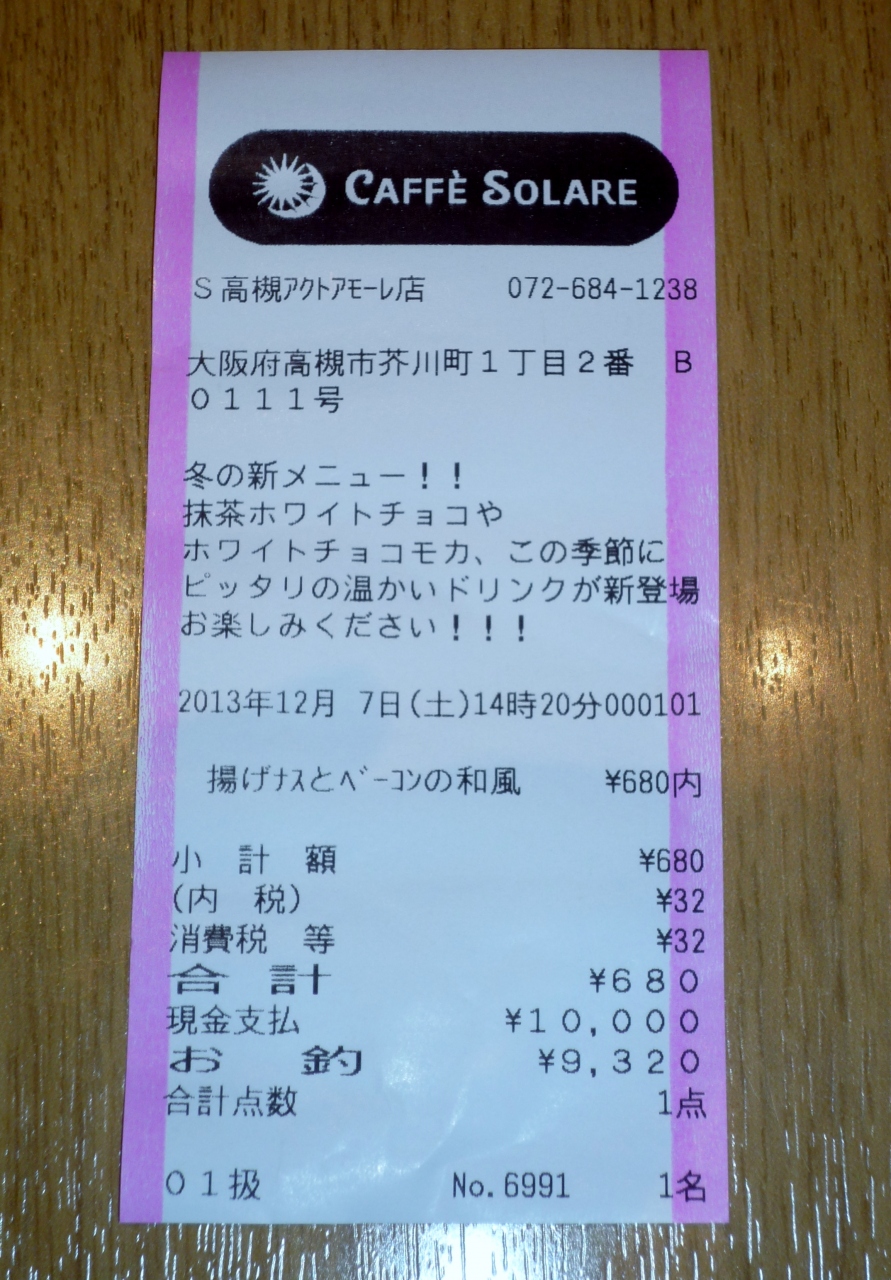 CAFFÈ SOLARE
S高槻ｱｸﾄｱﾓｰﾚ店 072-684-1238
大阪府高槻市芥川町１丁目２番　B
０１１１号
冬の新メニュー！！
抹茶ホワイトチョコや
ホワイトチョコモカ、この季節に
ピッタリの温かいドリンクが新登場
お楽しみください！！！
2013年12月 7日(土)14時20分000101
揚げﾅｽとﾍﾞｰｺﾝの和風 ¥680内
小　計　額 ¥680
(内　税) ¥32
消費税　等 ¥32
合　計 ¥６８０
現金支払 ¥１０,０００
お　釣 ¥９,３２０
合計点数 1点
０１扱 No.6991 1名